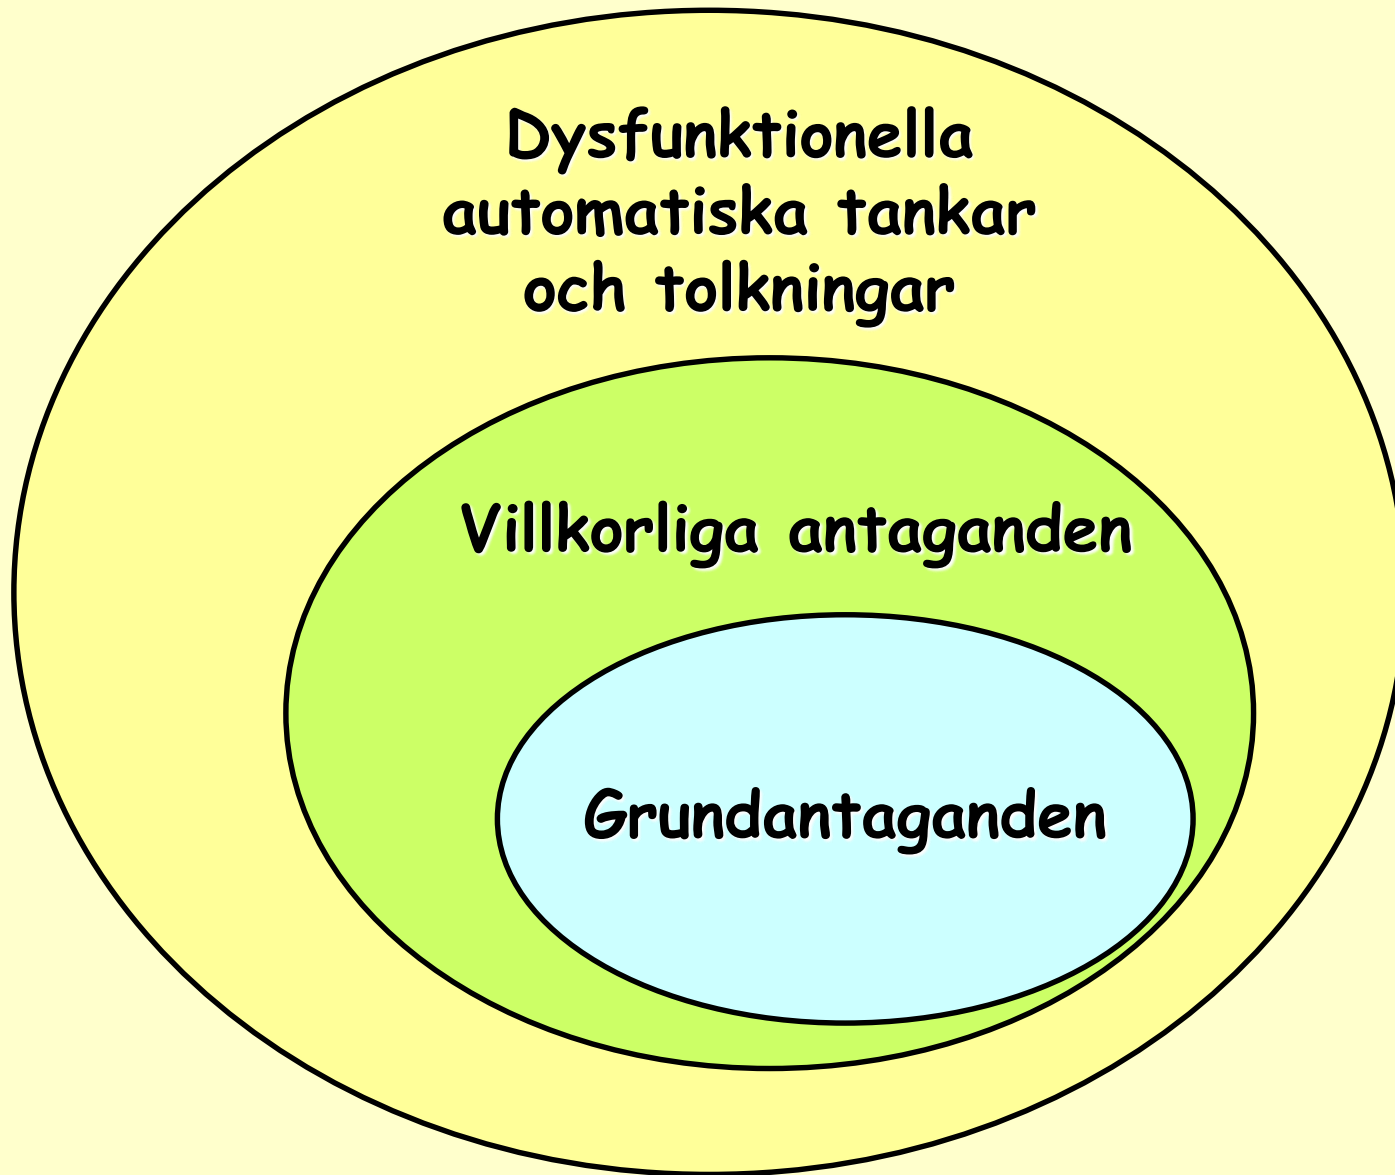 Dysfunktionella
automatiska tankar
och tolkningar
Villkorliga antaganden
Grundantaganden